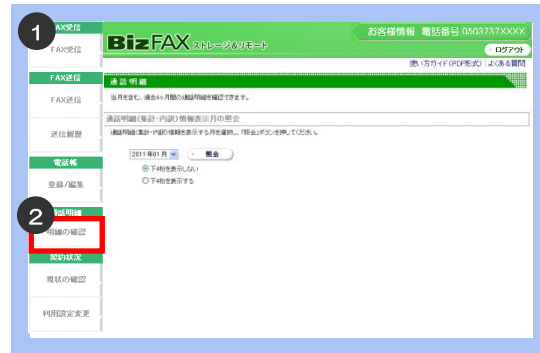 1
AX受信
FAX受信
FAX送信
FAX送信
送信履歴
電話帳
登録/編集
2
通話明細
明細の確認
契約状況
現状の確認
利用設定変更
BizFAX ストレージ&リモート
お客様情報 電話番号 0503737XXXX
ログアウト
使い方ガイド(PDF形式) | よくある質問
通話明細
当月を含む、過去4ヶ月間の通話明細を確認できます。
通話明細(集計・内訳)情報表示月の照会
通話明細(集計・内訳)情報を表示する月を選択し、「照会」ボタンを押してください。
2011年01月 照会
下4桁を表示しない
下4桁を表示する